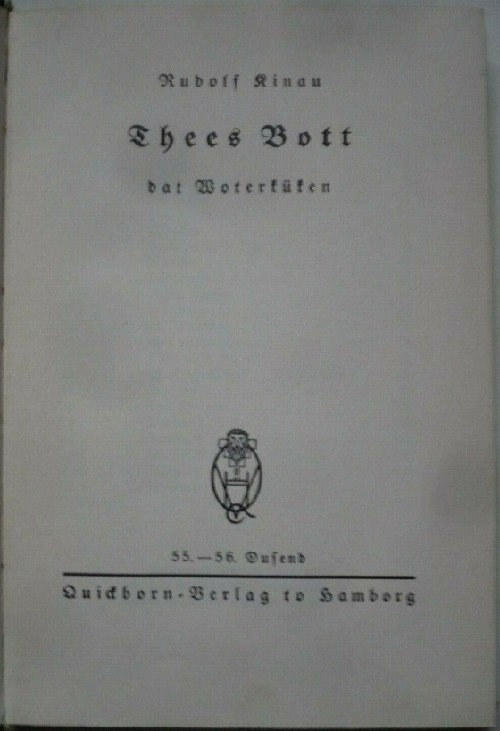 Rudolf Kinau
Thees Bott
dat Woterküken
55.—56. Dusend
Quickborn-Verlag to Hamborg